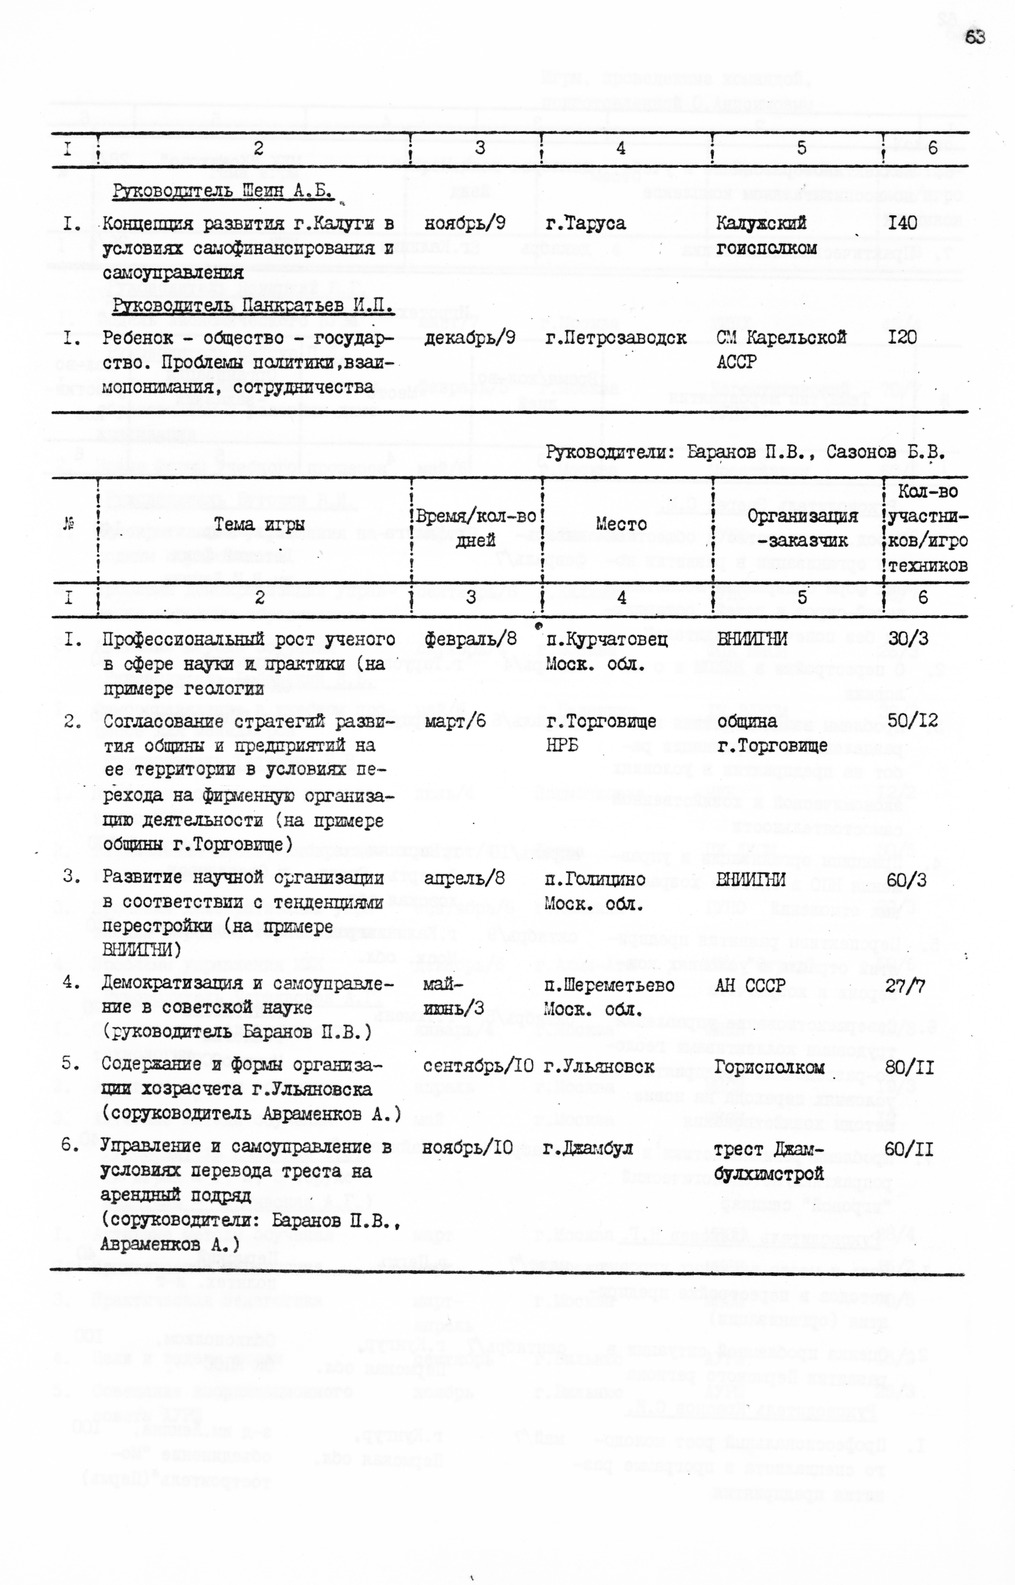 63
I 2 3 4 5 6
Руководитель Шеин А.Б.
I. Концепция развития г.Калуги в ноябрь/9 г.Таруса Калужский I40
условиях самофинансирования и гоисполком
самоуправления
Руководитель Панкратьев И.П.
I. Ребенок - общество - государ- декабрь/9 г.Петрозаводск СМ Карельской I20
ство. Проблемы политики,взаи- АССР
мопонимания, сотрудничества
Руководители: Баранов П.В., Сазонов Б.В.
Кол-во
№ Тема игры Время/кол-во Место Организация участни-
дней -заказчик ков/игро
техников
I 2 3 4 5 6
I. Профессиональный рост ученого февраль/8 п.Курчатовец ВНИИГНИ 30/3
в сфере науки и практики (на Моск. обл.
примере геологии
2. Согласование стратегий разви- март/6 г.Торговище община 50/I2
тия общины и предприятий на НРБ г.Торговище
ее территории в условиях пе-
рехода на фирменную организа-
цию деятельности (на примере
общины г.Торговище)
3. Развитие научной организации апрель/8 п.Голицино ВНИИГНИ 60/3
в соответствии с тенденциями Моск. обл.
перестройки (на примере
ВНИИГНИ)
4. Демократизация и самоуправле- май- п.Шереметьево АН СССР 27/7
ние в советской науке июнь/3 Моск. обл.
(руководитель Баранов П.В.)
5. Содержание и формы организа- сентябрь/I0 г.Ульяновск Горисполком 80/II
ции хозрасчета г.Ульяновска
(соруководитель Авраменков А.)
6. Управление и самоуправление в ноябрь/I0 г.Джамбул трест Джам- 60/II
условиях перевода треста на булхимстрой
арендный подряд
(соруководители: Баранов П.В.,
Авраменков А.)